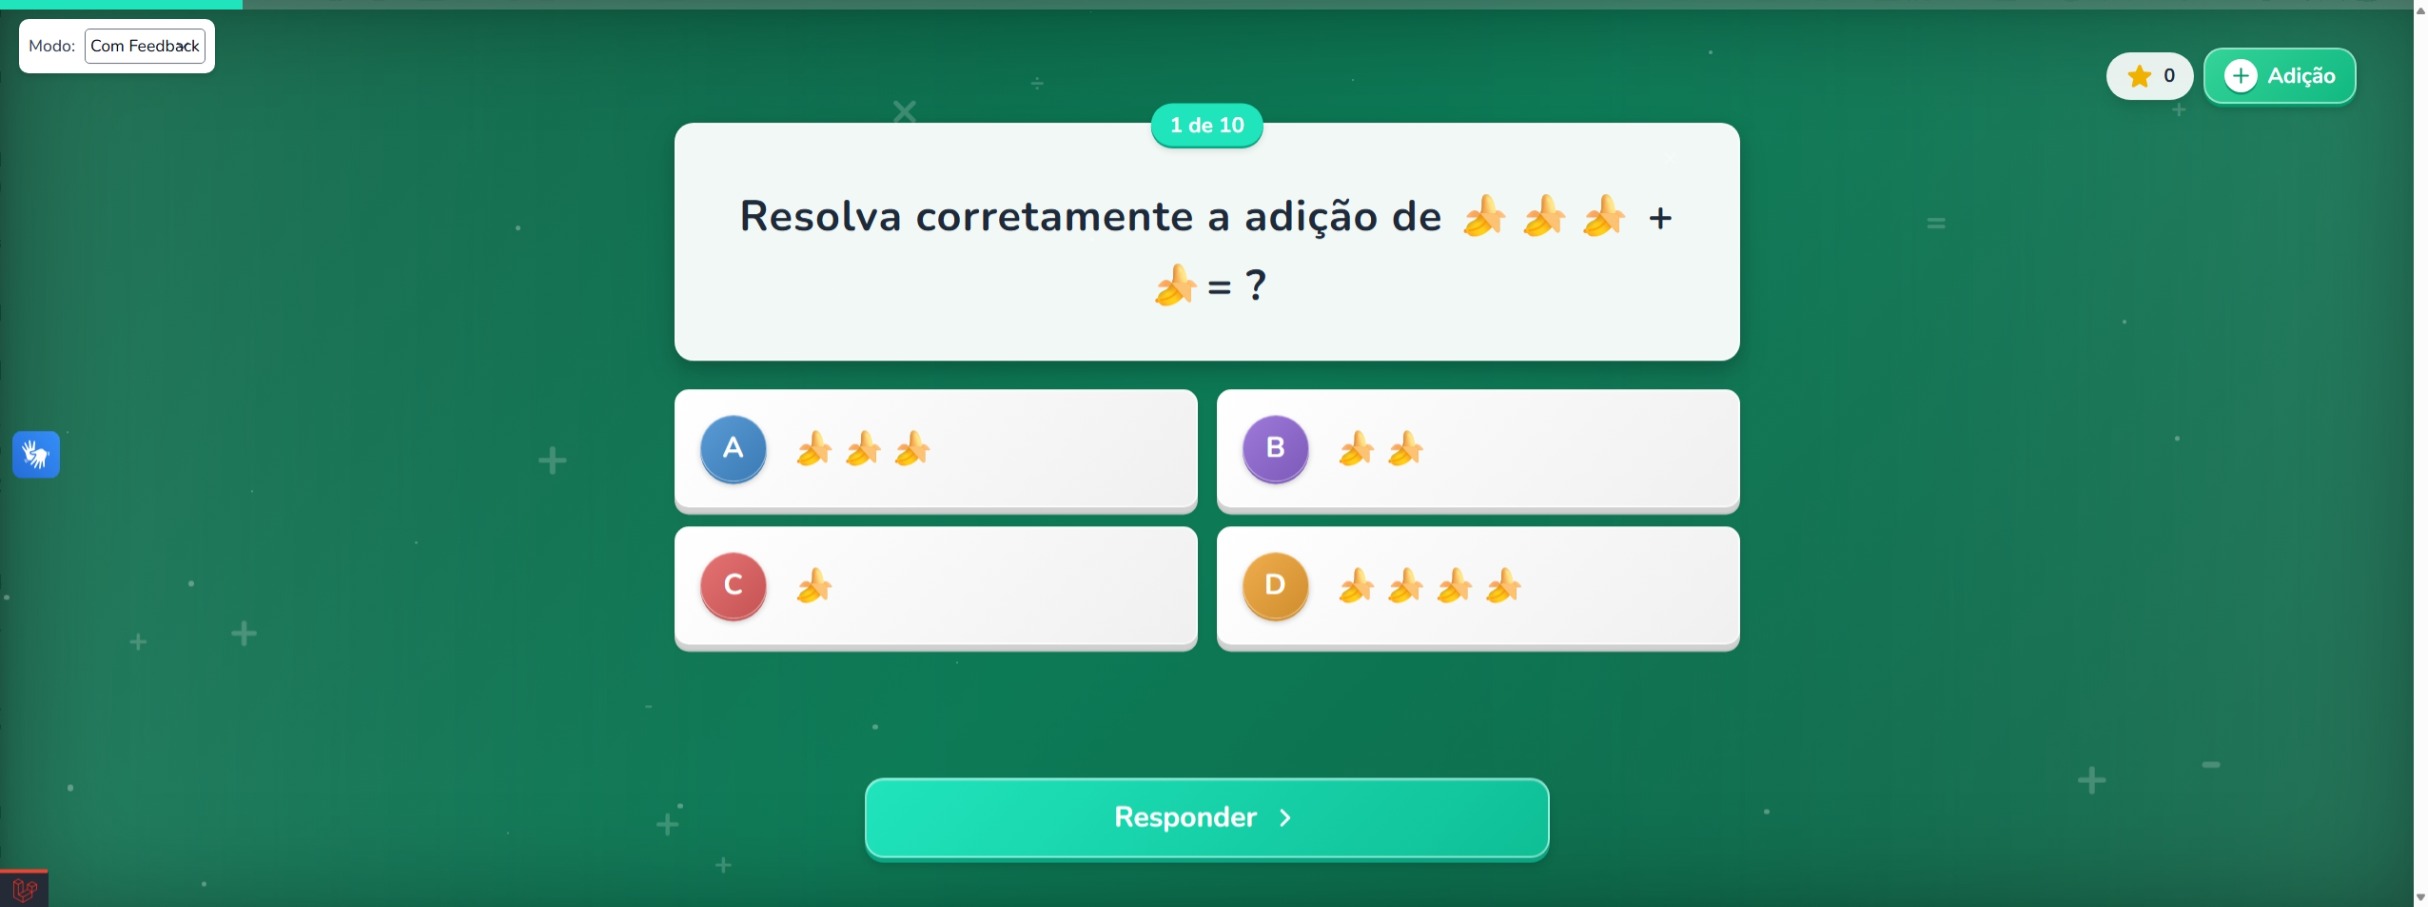 Modo: Com Feedback
0
Adição
1 de 10
Resolva corretamente a adição de 🍌 🍌 🍌 +
🍌 = ?
A 🍌 🍌 🍌
B 🍌 🍌
C 🍌
D 🍌 🍌 🍌 🍌
Responder